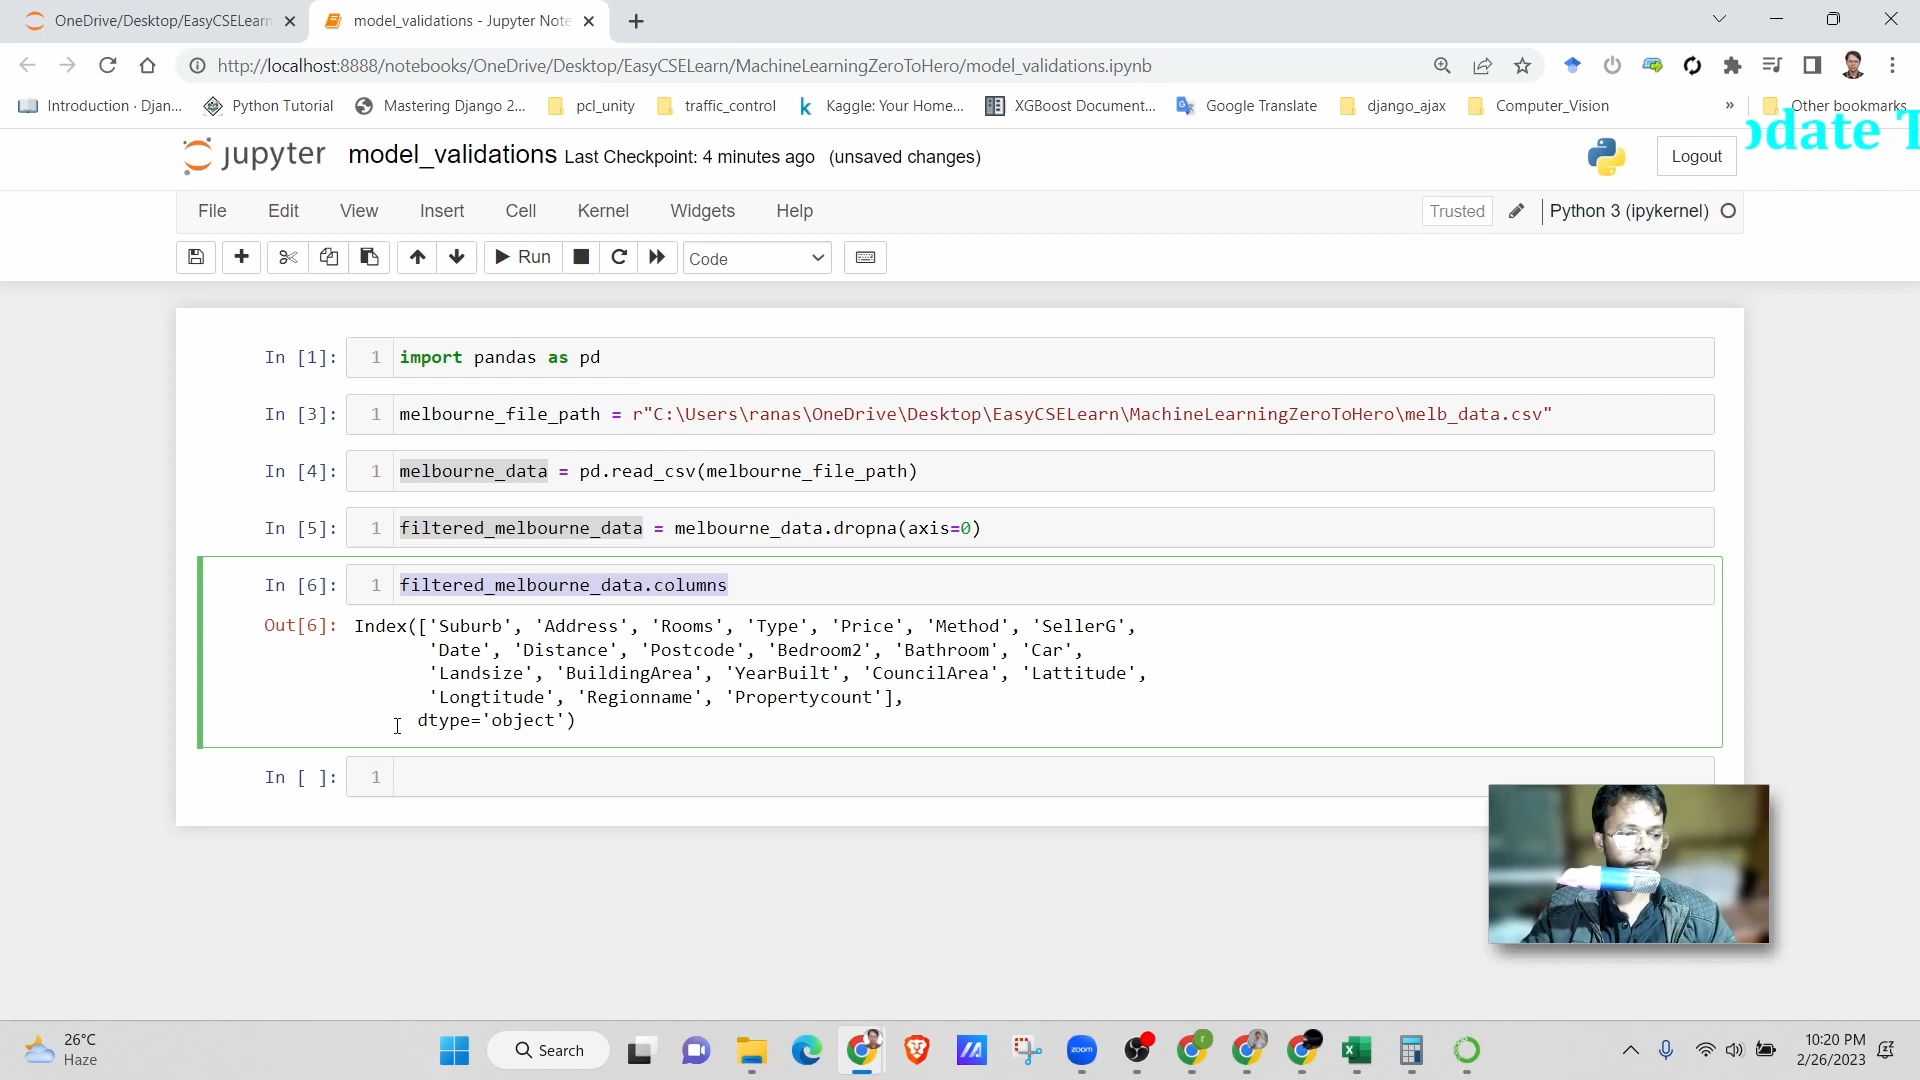 OneDrive/Desktop/EasyCSELearn
model_validations - Jupyter Note
http://localhost:8888/notebooks/OneDrive/Desktop/EasyCSELearn/MachineLearningZeroToHero/model_validations.ipynb
Introduction · Djan... Python Tutorial Mastering Django 2... pcl_unity traffic_control Kaggle: Your Home... XGBoost Document... Google Translate django_ajax Computer_Vision » Other bookmarks
date T
jupyter model_validations Last Checkpoint: 4 minutes ago (unsaved changes) Logout
File Edit View Insert Cell Kernel Widgets Help Trusted Python 3 (ipykernel)
Run Code
In [1]: 1 import pandas as pd
In [3]: 1 melbourne_file_path = r"C:\Users\ranas\OneDrive\Desktop\EasyCSELearn\MachineLearningZeroToHero\melb_data.csv"
In [4]: 1 melbourne_data = pd.read_csv(melbourne_file_path)
In [5]: 1 filtered_melbourne_data = melbourne_data.dropna(axis=0)
In [6]: 1 filtered_melbourne_data.columns
Out[6]: Index(['Suburb', 'Address', 'Rooms', 'Type', 'Price', 'Method', 'SellerG',
'Date', 'Distance', 'Postcode', 'Bedroom2', 'Bathroom', 'Car',
'Landsize', 'BuildingArea', 'YearBuilt', 'CouncilArea', 'Lattitude',
'Longtitude', 'Regionname', 'Propertycount'],
dtype='object')
In [ ]: 1
26°C
Haze
Search
zoom
10:20 PM
2/26/2023